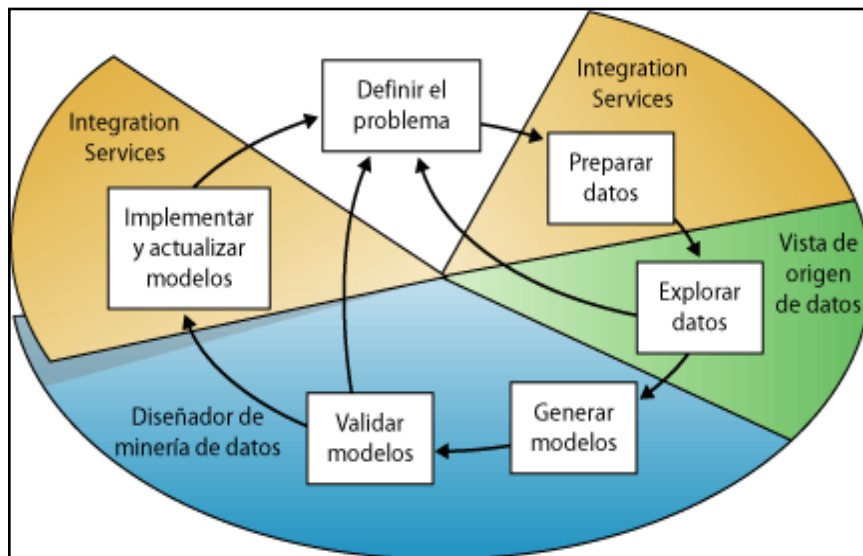 Definir el
problema
Integration
Services
Preparar
datos
Vista de
origen
de datos
Explorar
datos
Generar
modelos
Validar
modelos
Diseñador de
minería de datos
Implementar
y actualizar
modelos
Integration
Services